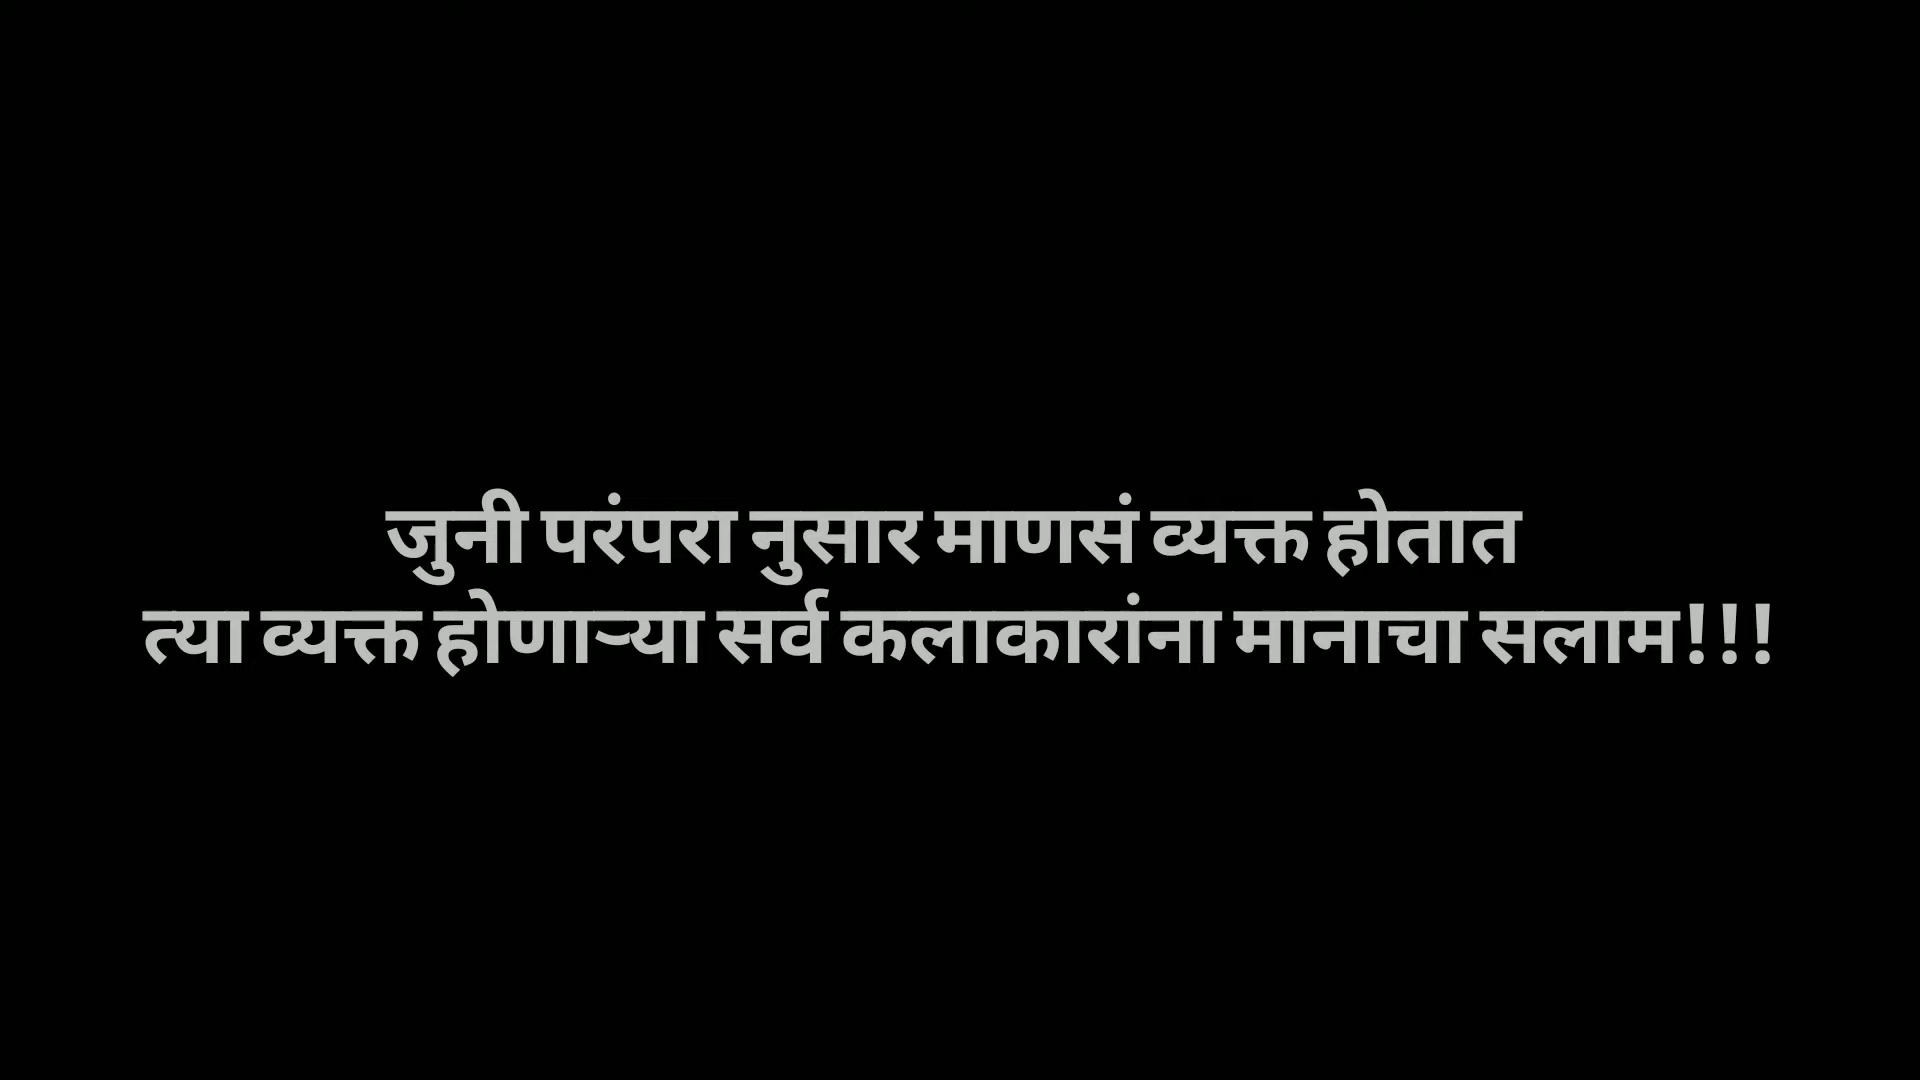 जुनी परंपरा नुसार माणसं व्यक्त होतात
त्या व्यक्त होणाऱ्या सर्व कलाकारांना मानाचा सलाम!!!